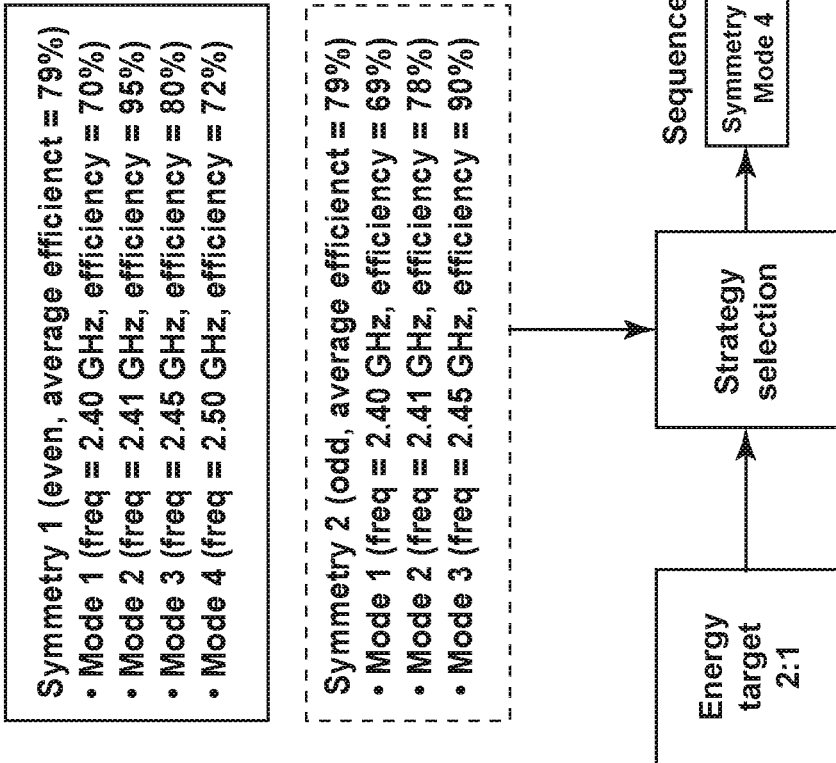 Symmetry 1 (even, average efficienct = 79%)
• Mode 1 (freq = 2.40 GHz, efficiency = 70%)
• Mode 2 (freq = 2.41 GHz, efficiency = 95%)
• Mode 3 (freq = 2.45 GHz, efficiency = 80%)
• Mode 4 (freq = 2.50 GHz, efficiency = 72%)
Symmetry 2 (odd, average efficienct = 79%)
• Mode 1 (freq = 2.40 GHz, efficiency = 69%)
• Mode 2 (freq = 2.41 GHz, efficiency = 78%)
• Mode 3 (freq = 2.45 GHz, efficiency = 90%)
Energy
target
2:1
Strategy
selection
Sequence
Symmetry
Mode 4